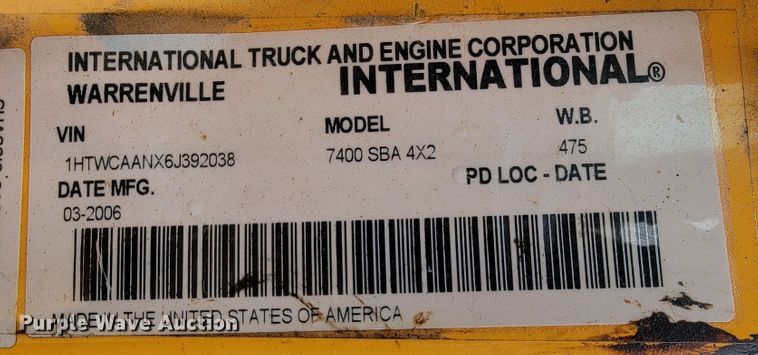 INTERNATIONAL TRUCK AND ENGINE CORPORATION
WARRENVILLE INTERNATIONAL®
VIN MODEL W.B.
1HTWCAANX6J392038 7400 SBA 4X2 475
DATE MFG. PD LOC - DATE
03-2006
MADE IN THE UNITED STATES OF AMERICA
Purple Wave Auction